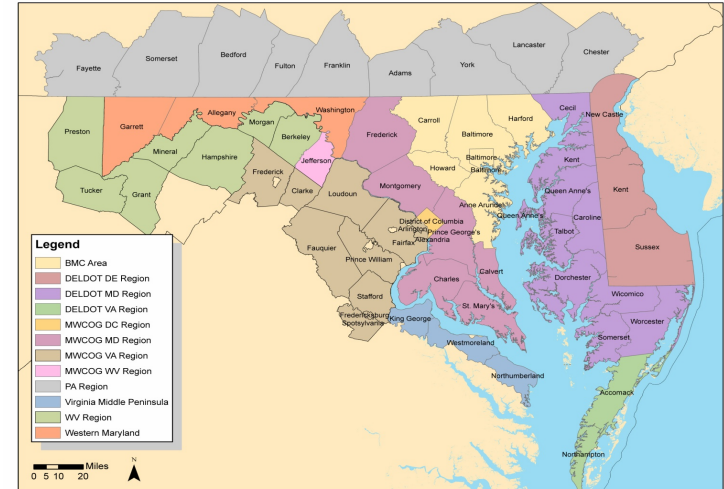 Fayette
Somerset
Bedford
Fulton
Franklin
Adams
York
Lancaster
Chester
Preston
Garrett
Allegany
Washington
Frederick
Carroll
Baltimore
Harford
Cecil
New Castle
Morgan
Berkeley
Mineral
Hampshire
Jefferson
Tucker
Grant
Frederick
Clarke
Loudoun
Montgomery
Howard
Baltimore
Baltimore
Kent
Kent
Anne Arundel
Queen Anne's
Queen Anne's
Caroline
Talbot
Sussex
District of Columbia
Arlington
Prince George's
Alexandria
Fairfax
Fauquier
Prince William
Calvert
Charles
Dorchester
Wicomico
Stafford
St. Mary's
Worcester
Fredericksburg
Spotsylvania
King George
Somerset
Westmoreland
Northumberland
Accomack
Northampton
Legend
BMC Area
DELDOT DE Region
DELDOT MD Region
DELDOT VA Region
MWCOG DC Region
MWCOG MD Region
MWCOG VA Region
MWCOG WV Region
PA Region
Virginia Middle Peninsula
WV Region
Western Maryland
Miles
0 5 10 20
N